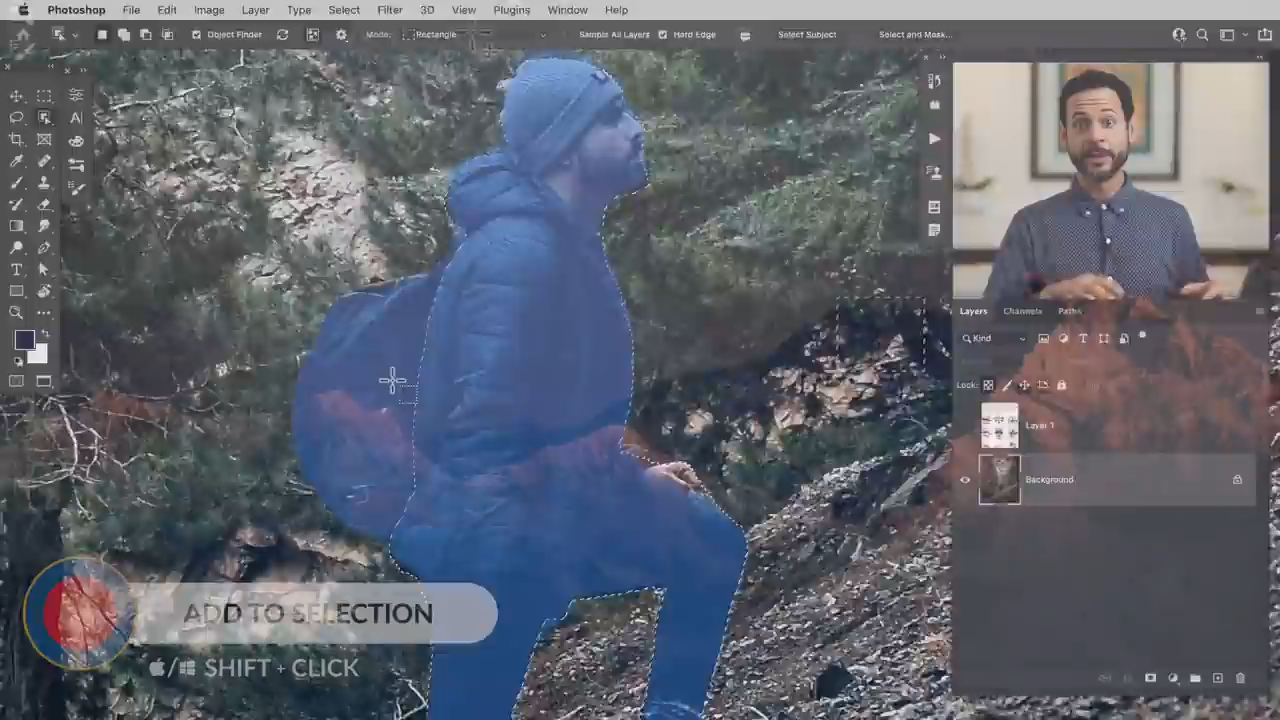 Photoshop File Edit Image Layer Type Select Filter 3D View Plugins Window Help
Object Finder Mode: Rectangle Sample All Layers Hard Edge Select Subject Select and Mask...
Layers Channels Paths
Kind
Lock:
Layer 1
Background
ADD TO SELECTION
/ SHIFT + CLICK